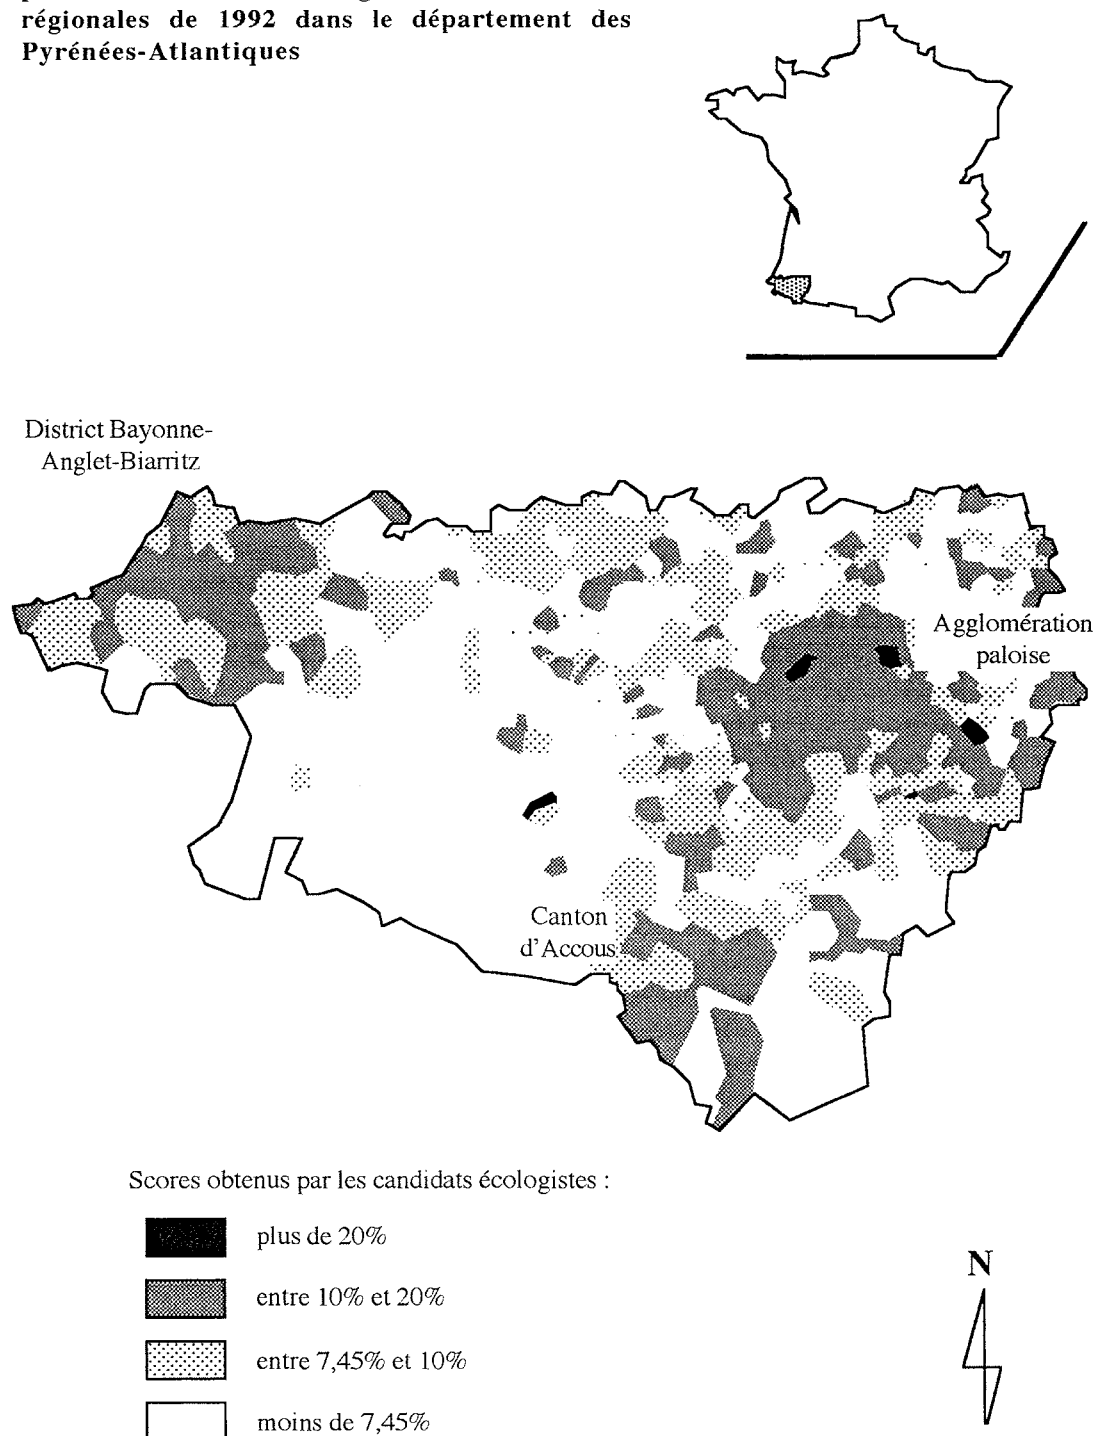 régionales de 1992 dans le département des
Pyrénées-Atlantiques
District Bayonne-
Anglet-Biarritz
Agglomération
paloise
Canton
d'Accous
Scores obtenus par les candidats écologistes :
plus de 20%
entre 10% et 20%
entre 7,45% et 10%
moins de 7,45%
N